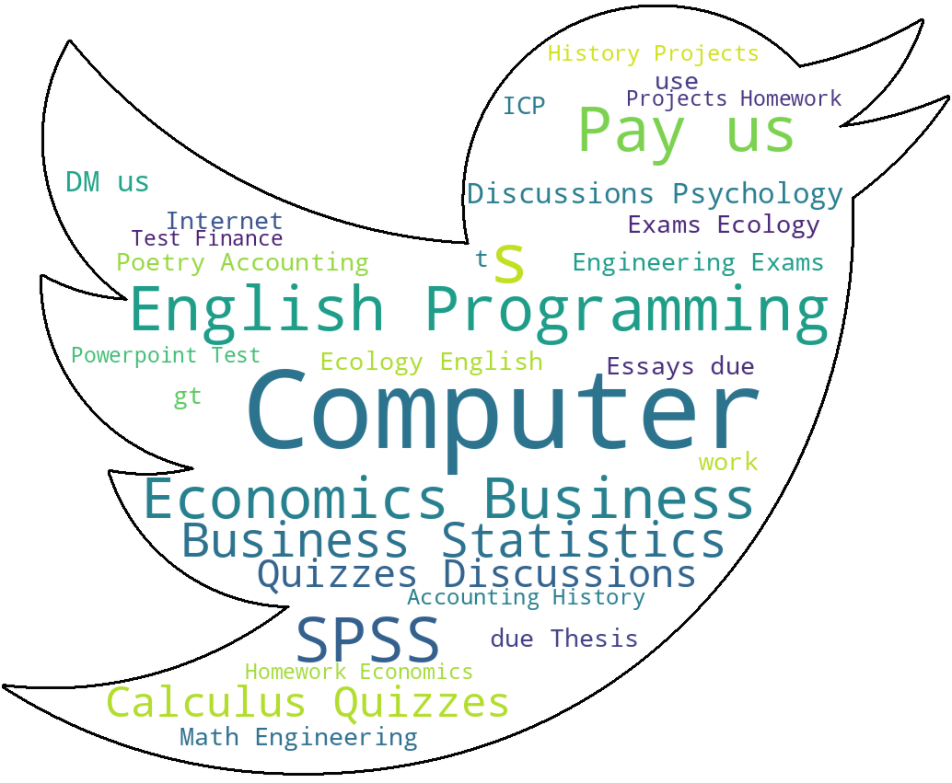 History Projects
use
ICP
Projects Homework
Pay us
DM us
Discussions Psychology
Internet
Exams Ecology
Test Finance
Poetry Accounting
t
s
Engineering Exams
English Programming
Powerpoint Test
Ecology English
Essays due
gt
Computer
work
Economics Business
Business Statistics
Quizzes Discussions
Accounting History
SPSS
due Thesis
Homework Economics
Calculus Quizzes
Math Engineering